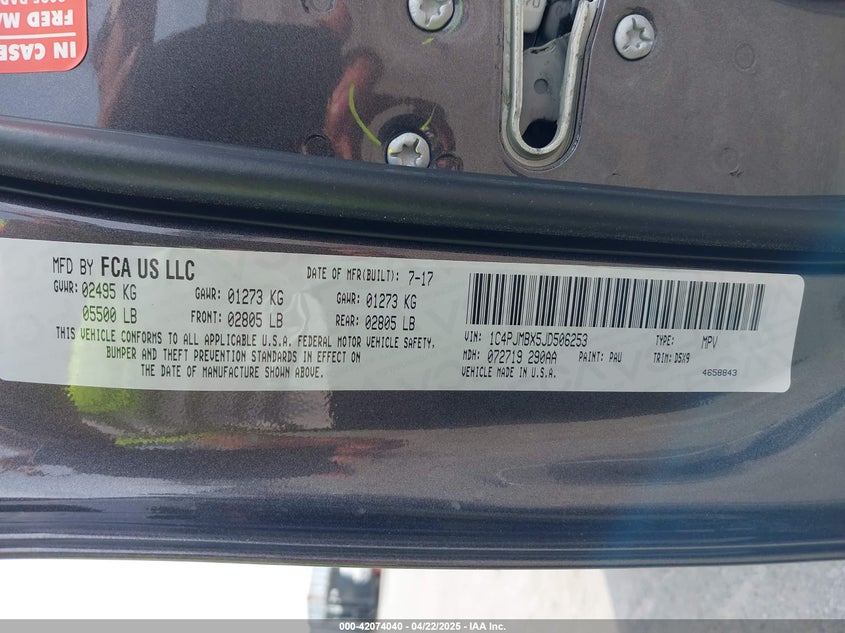 IN CASE
FRED MA
MFD BY FCA US LLC
DATE OF MFR(BUILT): 7-17
GVWR: 02495 KG
GAWR: 01273 KG
GAWR: 01273 KG
05500 LB
FRONT: 02805 LB
REAR: 02805 LB
THIS VEHICLE CONFORMS TO ALL APPLICABLE U.S.A. FEDERAL MOTOR VEHICLE SAFETY,
BUMPER AND THEFT PREVENTION STANDARDS IN EFFECT ON
THE DATE OF MANUFACTURE SHOWN ABOVE.
VIN: 1C4PJMBX5JD506253
TYPE: MPV
MDH: 072719 290AA
PAINT: PAU
TRIM: D5X9
VEHICLE MADE IN U.S.A.
4658843
000-42074040 - 04/22/2025 - IAA Inc.